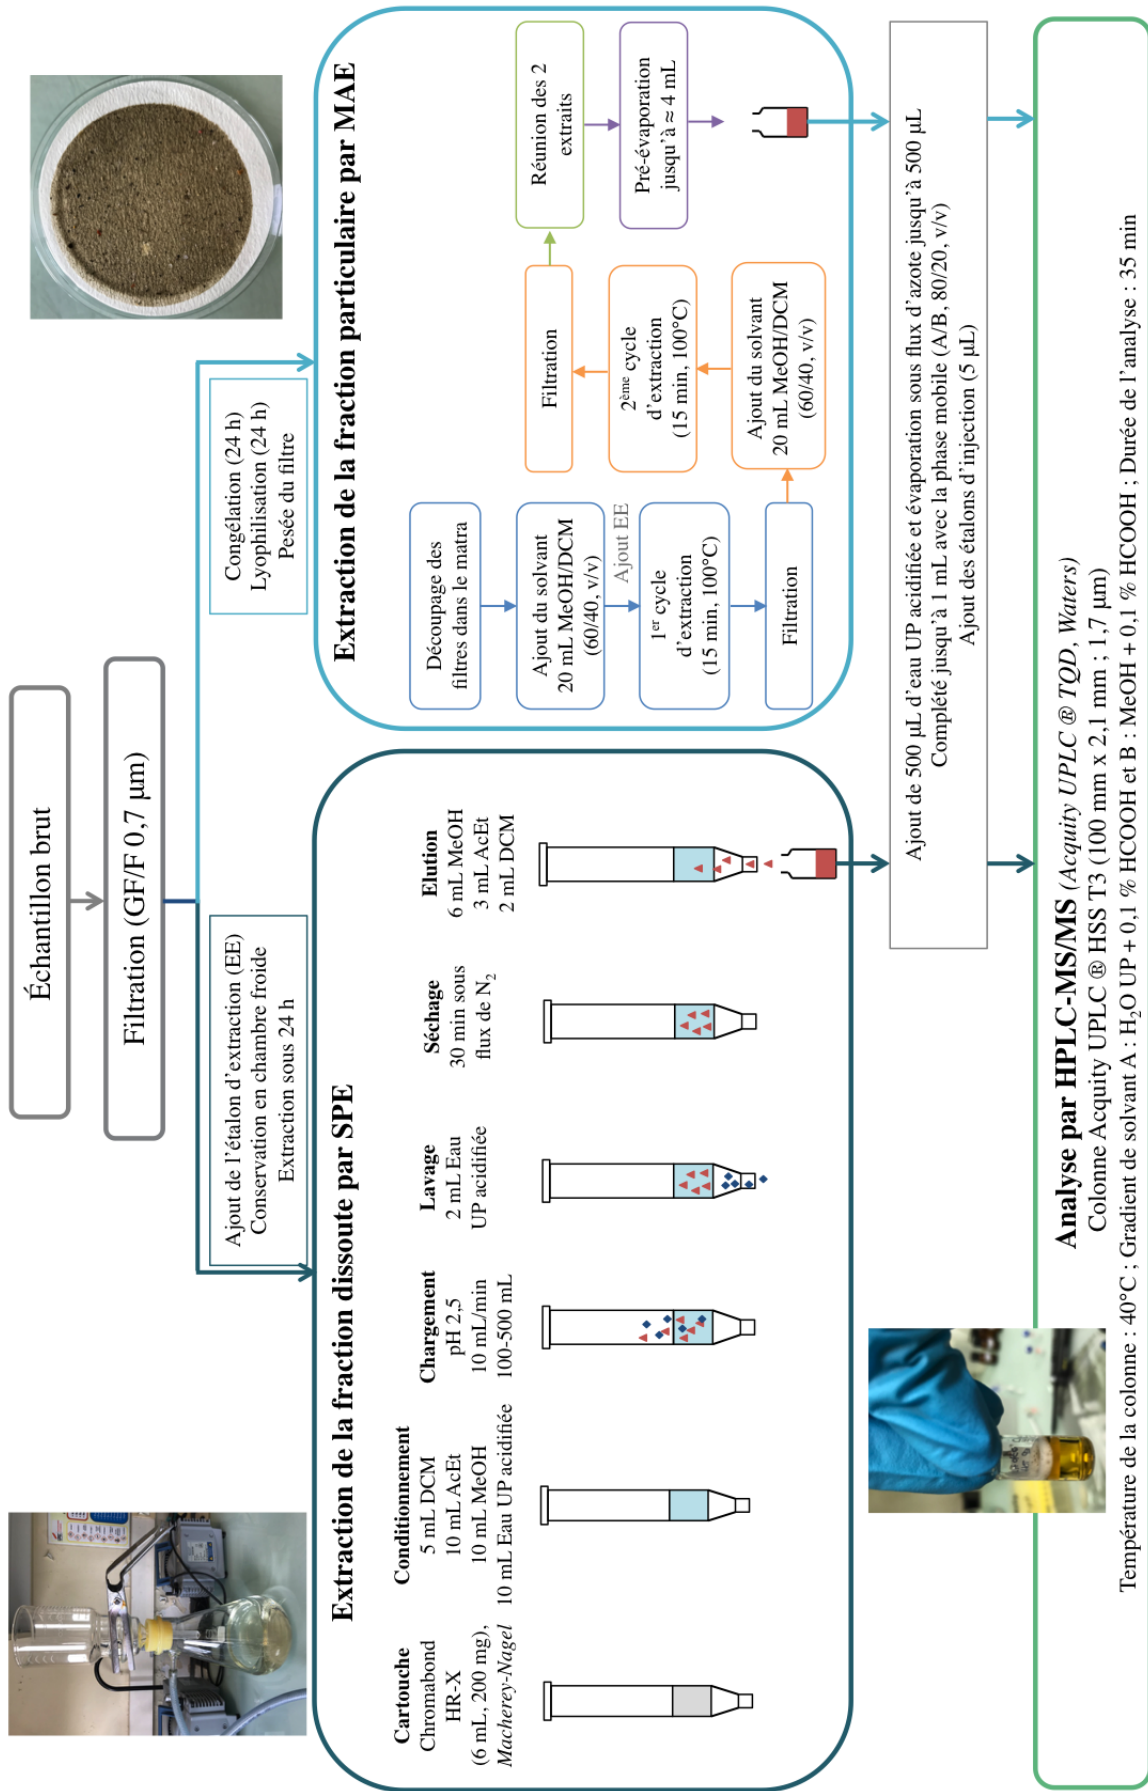 Échantillon brut
Filtration (GF/F 0,7 µm)
Ajout de l’étalon d’extraction (EE)
Conservation en chambre froide
Extraction sous 24 h
Congélation (24 h)
Lyophilisation (24 h)
Pesée du filtre
Extraction de la fraction dissoute par SPE
Cartouche
Chromabond
HR-X
(6 mL, 200 mg),
Macherey-Nagel
Conditionnement
5 mL DCM
10 mL AcEt
10 mL MeOH
10 mL Eau UP acidifiée
Chargement
pH 2,5
10 mL/min
100-500 mL
Lavage
2 mL Eau
UP acidifiée
Séchage
30 min sous
flux de N₂
Elution
6 mL MeOH
3 mL AcEt
2 mL DCM
Extraction de la fraction particulaire par MAE
Découpage des
filtres dans le matra
Ajout du solvant
20 mL MeOH/DCM
(60/40, v/v)
Ajout EE
1er cycle
d’extraction
(15 min, 100°C)
Filtration
Ajout du solvant
20 mL MeOH/DCM
(60/40, v/v)
2ème cycle
d’extraction
(15 min, 100°C)
Filtration
Réunion des 2
extraits
Pré-évaporation
jusqu’à ≈ 4 mL
Ajout de 500 µL d’eau UP acidifiée et évaporation sous flux d’azote jusqu’à 500 µL
Complété jusqu’à 1 mL avec la phase mobile (A/B, 80/20, v/v)
Ajout des étalons d’injection (5 µL)
Analyse par HPLC-MS/MS (Acquity UPLC ® TQD, Waters)
Colonne Acquity UPLC ® HSS T3 (100 mm x 2,1 mm ; 1,7 µm)
Température de la colonne : 40°C ; Gradient de solvant A : H₂O UP + 0,1 % HCOOH et B : MeOH + 0,1 % HCOOH ; Durée de l’analyse : 35 min